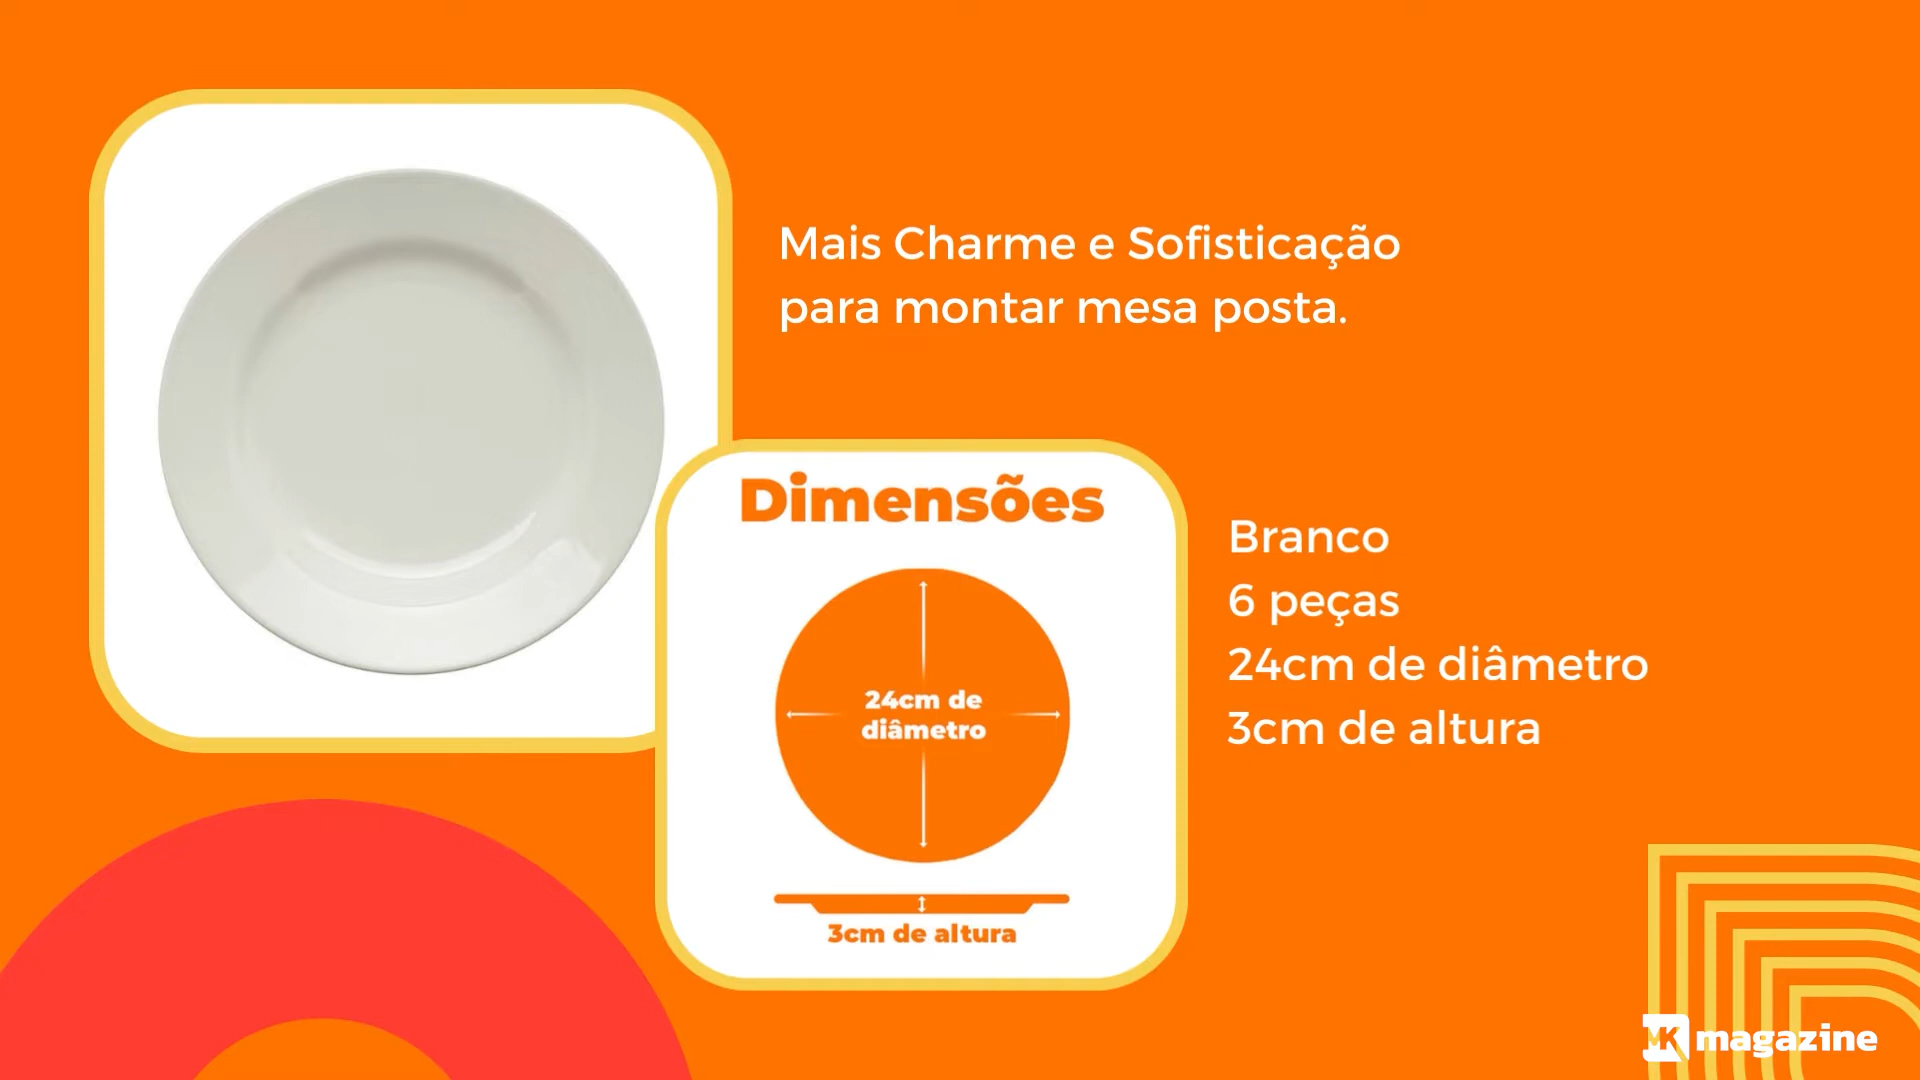 Mais Charme e Sofisticação
para montar mesa posta.
Dimensões
24cm de
diâmetro
3cm de altura
Branco
6 peças
24cm de diâmetro
3cm de altura
MK magazine